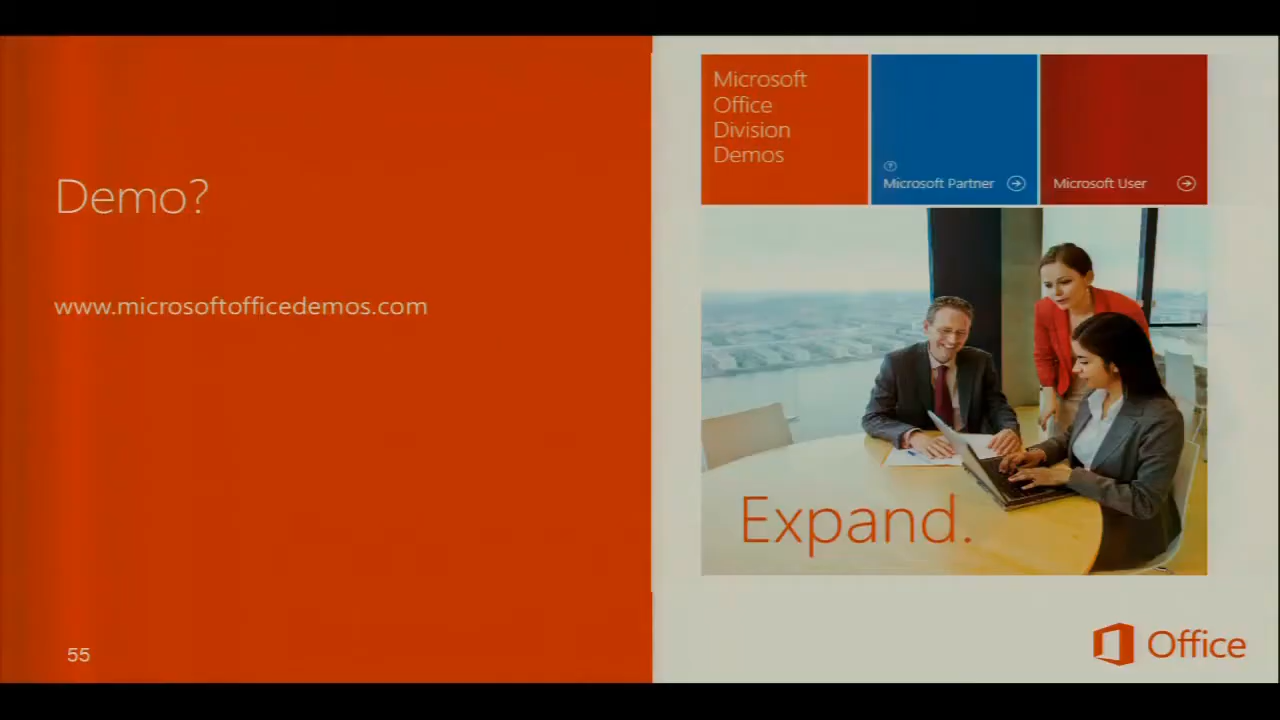 Demo?
www.microsoftofficedemos.com
55
Microsoft
Office
Division
Demos
?
Microsoft Partner
Microsoft User
Expand.
Office